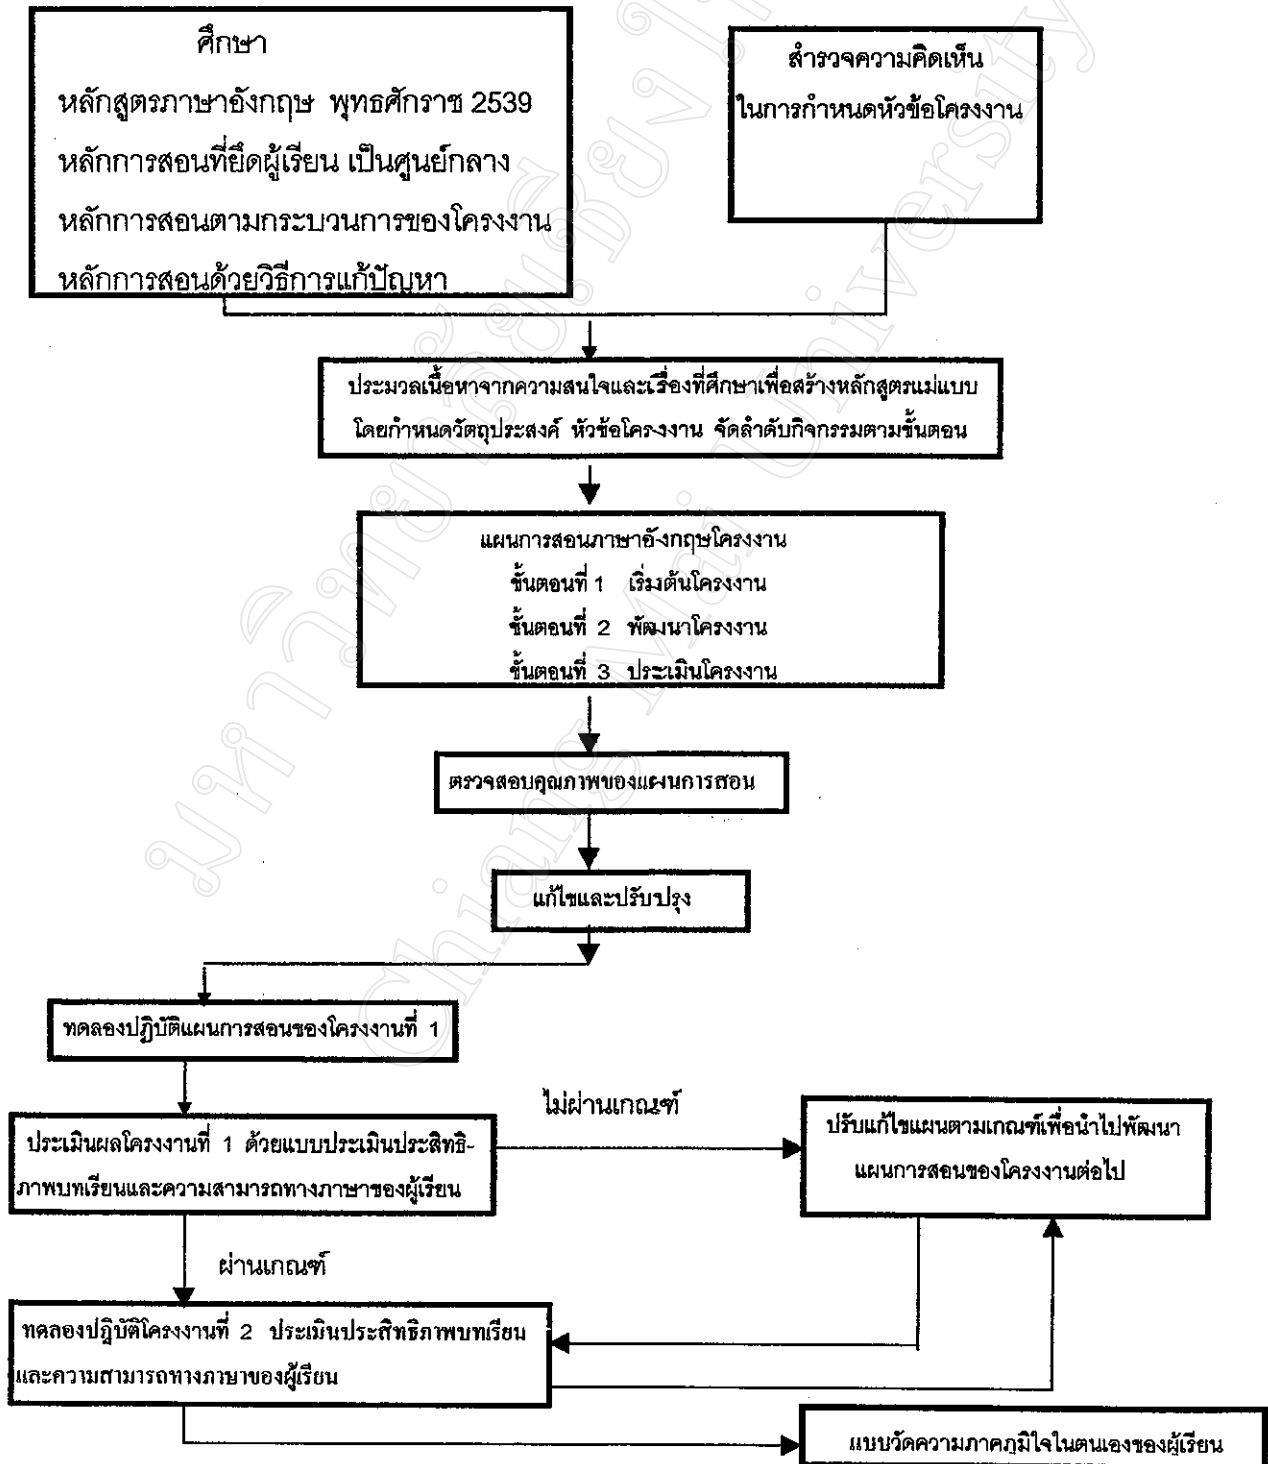 ศึกษา
หลักสูตรภาษาอังกฤษ พุทธศักราช 2539
หลักการสอนที่ยึดผู้เรียน เป็นศูนย์กลาง
หลักการสอนตามกระบวนการของโครงงาน
หลักการสอนด้วยวิธีการแก้ปัญหา
สำรวจความคิดเห็น
ในการกำหนดหัวข้อโครงงาน
ประมวลเนื้อหาจากความสนใจและเรื่องที่ศึกษาเพื่อสร้างหลักสูตรแม่แบบ
โดยกำหนดวัตถุประสงค์ หัวข้อโครงงาน จัดลำดับกิจกรรมตามขั้นตอน
แผนการสอนภาษาอังกฤษโครงงาน
ขั้นตอนที่ 1 เริ่มต้นโครงงาน
ขั้นตอนที่ 2 พัฒนาโครงงาน
ขั้นตอนที่ 3 ประเมินโครงงาน
ตรวจสอบคุณภาพของแผนการสอน
แก้ไขและปรับปรุง
ทดลองปฏิบัติแผนการสอนของโครงงานที่ 1
ไม่ผ่านเกณฑ์
ประเมินผลโครงงานที่ 1 ด้วยแบบประเมินประสิทธิ-
ภาพบทเรียนและความสามารถทางภาษาของผู้เรียน
ปรับแก้ไขแผนตามเกณฑ์เพื่อนำไปพัฒนา
แผนการสอนของโครงงานต่อไป
ผ่านเกณฑ์
ทดลองปฏิบัติโครงงานที่ 2 ประเมินประสิทธิภาพบทเรียน
และความสามารถทางภาษาของผู้เรียน
แบบวัดความภาคภูมิใจในตนเองของผู้เรียน
มหาวิทยาลัยเชียงใหม่
Chiang Mai University